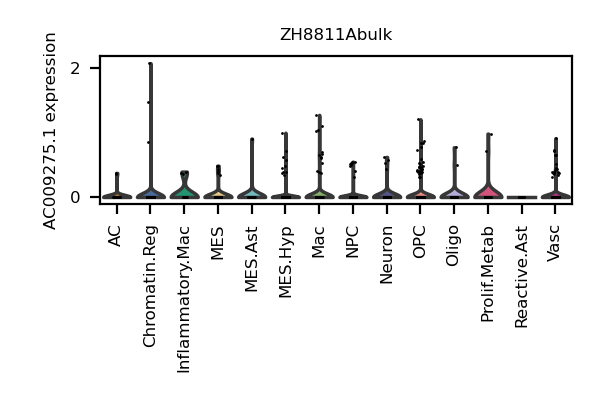 ZH8811Abulk
AC009275.1 expression
2
0
AC
Chromatin.Reg
Inflammatory.Mac
MES
MES.Ast
MES.Hyp
Mac
NPC
Neuron
OPC
Oligo
Prolif.Metab
Reactive.Ast
Vasc